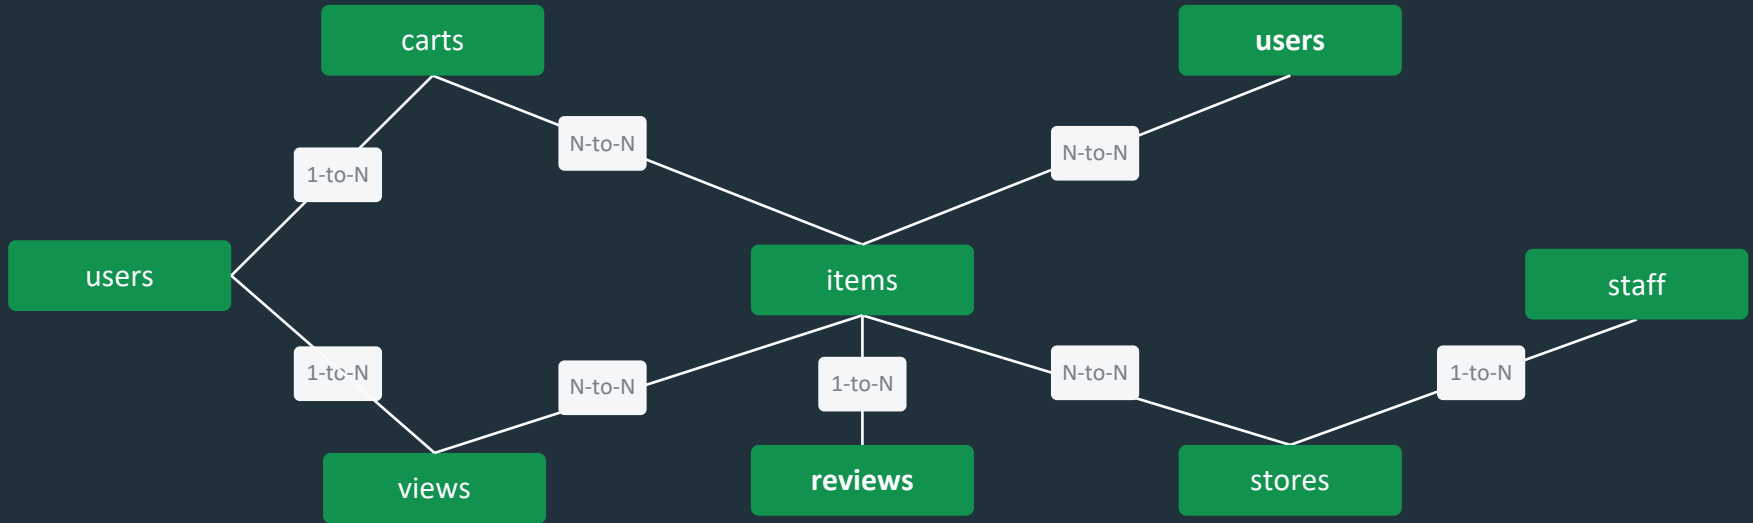 carts
users
N-to-N
N-to-N
1-to-N
users
items
staff
1-to-N
N-to-N
1-to-N
N-to-N
1-to-N
views
reviews
stores